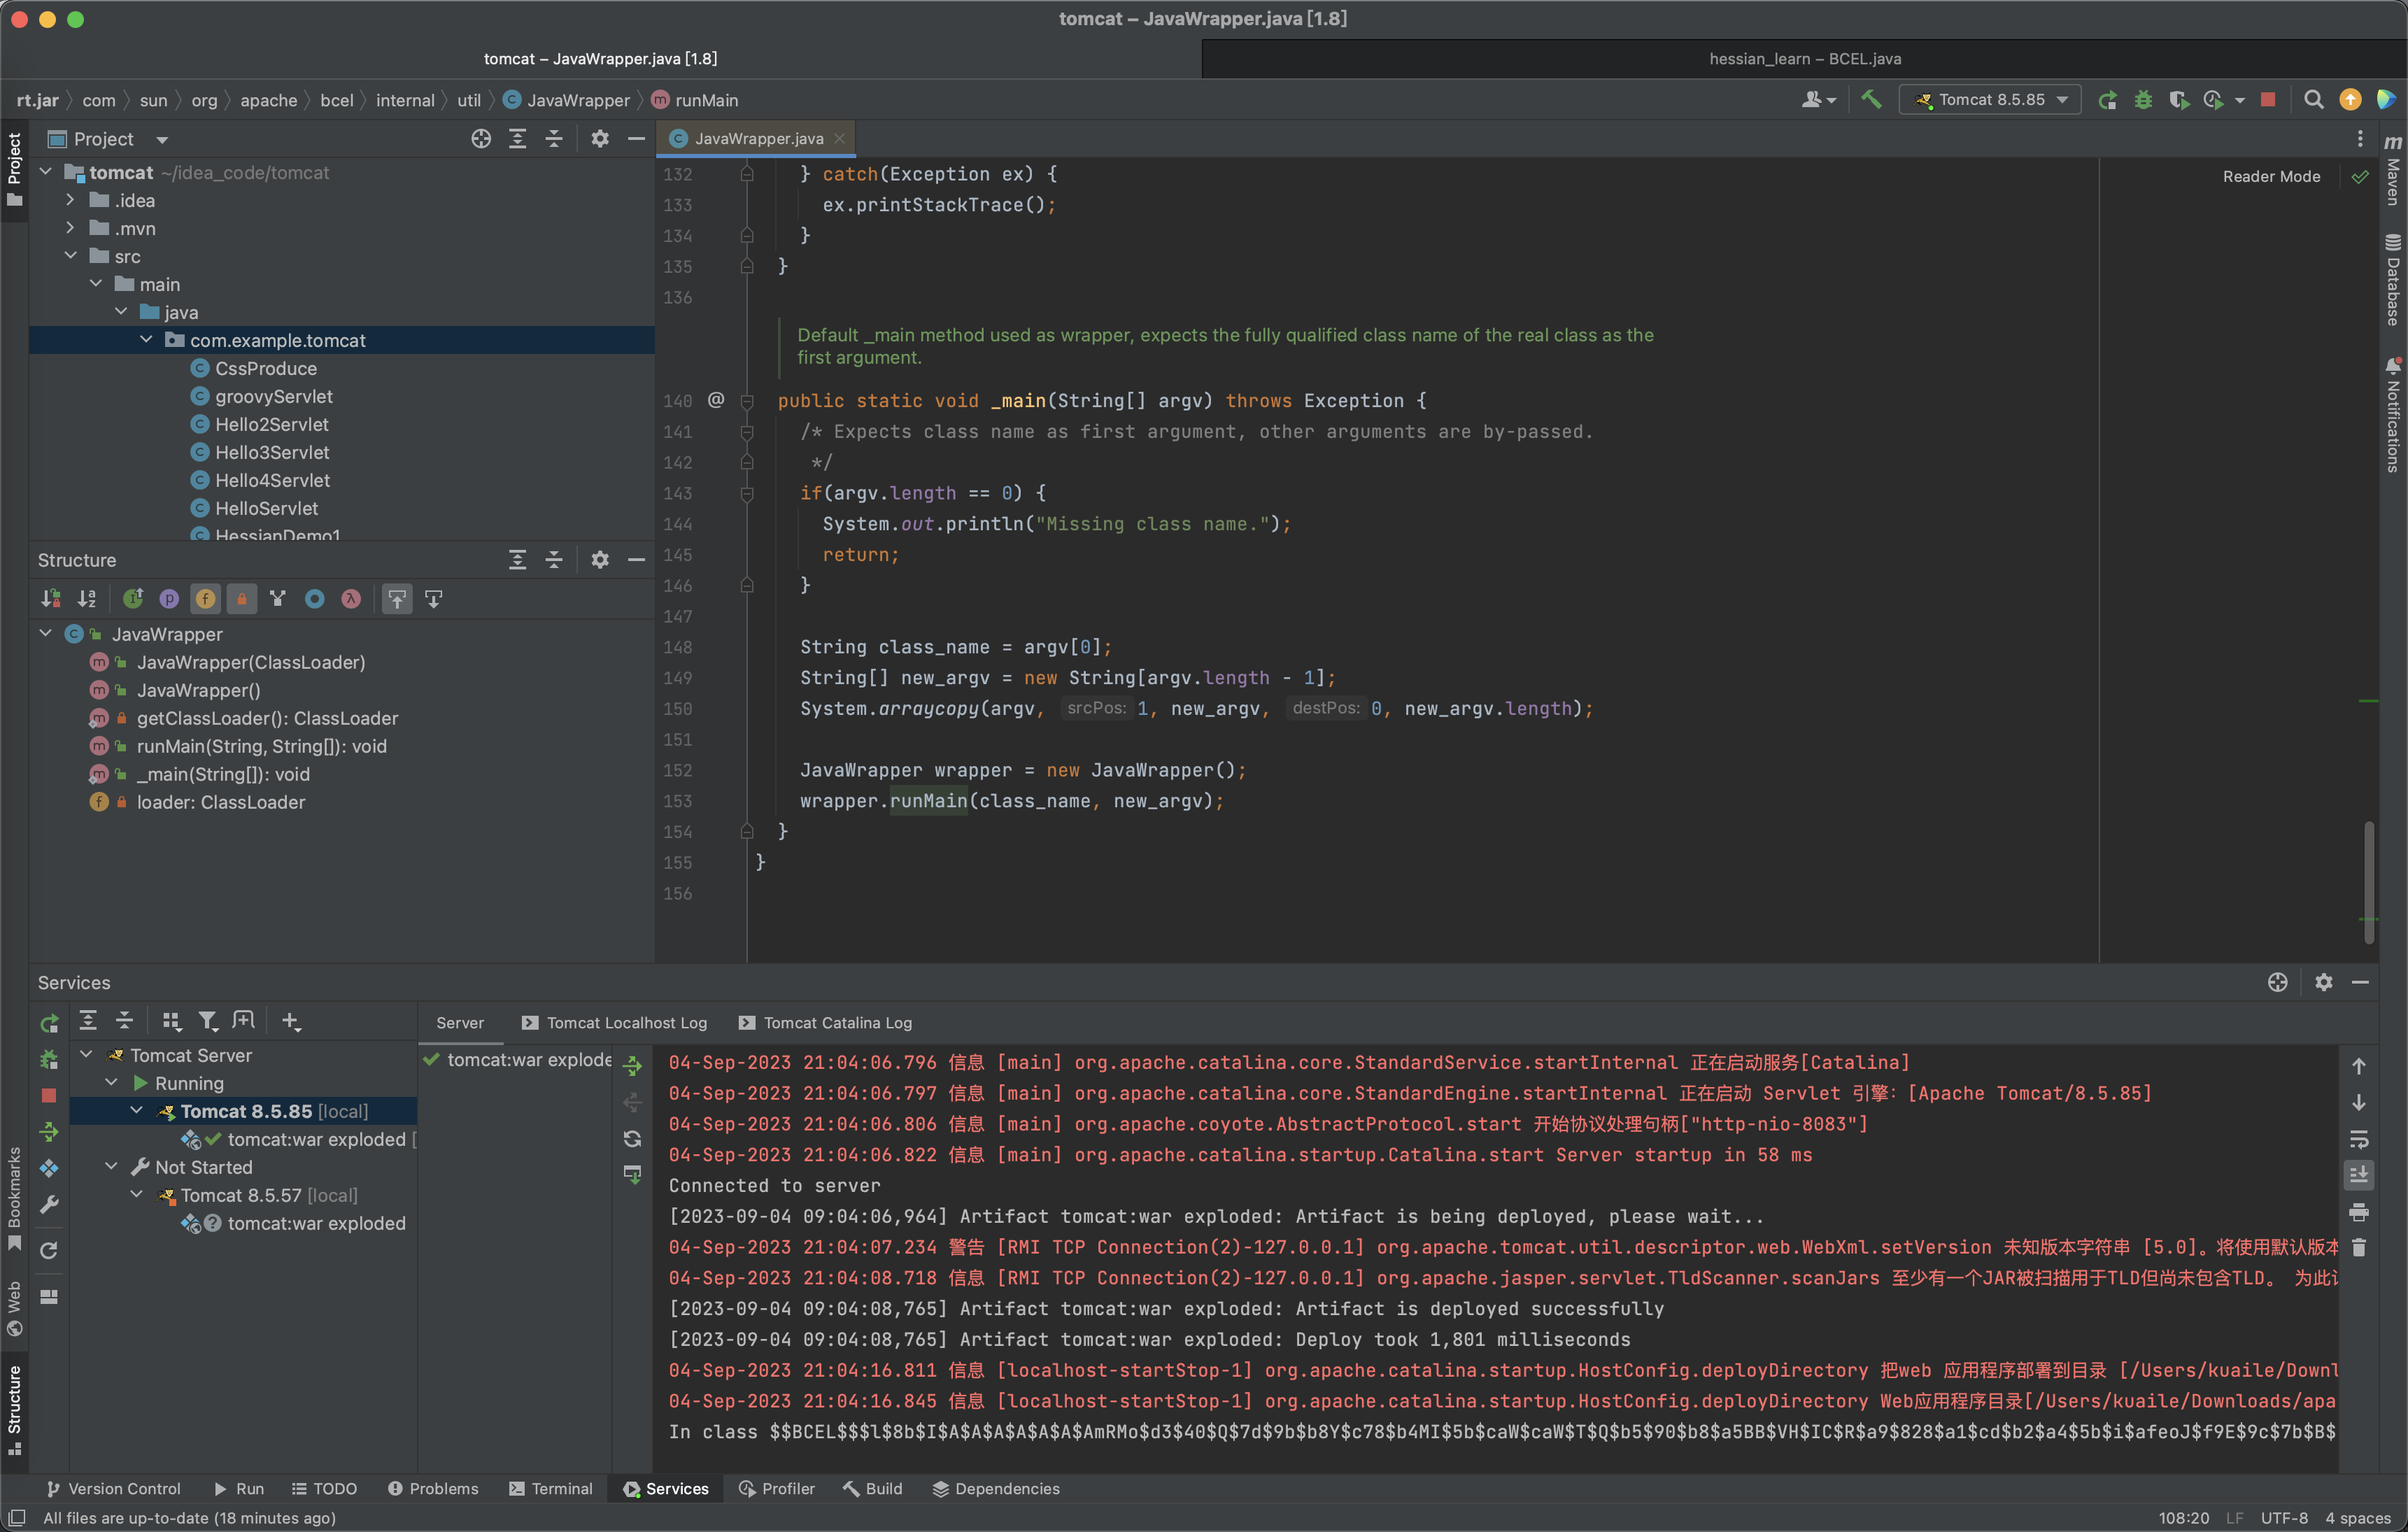 tomcat – JavaWrapper.java [1.8]
tomcat – JavaWrapper.java [1.8]
hessian_learn – BCEL.java
rt.jar com sun org apache bcel internal util JavaWrapper runMain
Tomcat 8.5.85
Project
JavaWrapper.java
Project
tomcat ~/idea_code/tomcat
.idea
.mvn
src
main
java
com.example.tomcat
CssProduce
groovyServlet
Hello2Servlet
Hello3Servlet
Hello4Servlet
HelloServlet
HessianDemo1
Structure
JavaWrapper
JavaWrapper(ClassLoader)
JavaWrapper()
getClassLoader(): ClassLoader
runMain(String, String[]): void
_main(String[]): void
loader: ClassLoader
Reader Mode
132 } catch(Exception ex) {
133 ex.printStackTrace();
134 }
135 }
136
Default _main method used as wrapper, expects the fully qualified class name of the real class as the
first argument.
140 @ public static void _main(String[] argv) throws Exception {
141 /* Expects class name as first argument, other arguments are by-passed.
142 */
143 if(argv.length == 0) {
144 System.out.println("Missing class name.");
145 return;
146 }
147
148 String class_name = argv[0];
149 String[] new_argv = new String[argv.length - 1];
150 System.arraycopy(argv, srcPos: 1, new_argv, destPos: 0, new_argv.length);
151
152 JavaWrapper wrapper = new JavaWrapper();
153 wrapper.runMain(class_name, new_argv);
154 }
155 }
156
Maven
Database
Notifications
Services
Server
Tomcat Localhost Log
Tomcat Catalina Log
Tomcat Server
Running
Tomcat 8.5.85 [local]
tomcat:war exploded [
Not Started
Tomcat 8.5.57 [local]
tomcat:war exploded
tomcat:war explode
04-Sep-2023 21:04:06.796 信息 [main] org.apache.catalina.core.StandardService.startInternal 正在启动服务[Catalina]
04-Sep-2023 21:04:06.797 信息 [main] org.apache.catalina.core.StandardEngine.startInternal 正在启动 Servlet 引擎：[Apache Tomcat/8.5.85]
04-Sep-2023 21:04:06.806 信息 [main] org.apache.coyote.AbstractProtocol.start 开始协议处理句柄["http-nio-8083"]
04-Sep-2023 21:04:06.822 信息 [main] org.apache.catalina.startup.Catalina.start Server startup in 58 ms
Connected to server
[2023-09-04 09:04:06,964] Artifact tomcat:war exploded: Artifact is being deployed, please wait...
04-Sep-2023 21:04:07.234 警告 [RMI TCP Connection(2)-127.0.0.1] org.apache.tomcat.util.descriptor.web.WebXml.setVersion 未知版本字符串 [5.0]。将使用默认版本
04-Sep-2023 21:04:08.718 信息 [RMI TCP Connection(2)-127.0.0.1] org.apache.jasper.servlet.TldScanner.scanJars 至少有一个JAR被扫描用于TLD但尚未包含TLD。 为此
[2023-09-04 09:04:08,765] Artifact tomcat:war exploded: Artifact is deployed successfully
[2023-09-04 09:04:08,765] Artifact tomcat:war exploded: Deploy took 1,801 milliseconds
04-Sep-2023 21:04:16.811 信息 [localhost-startStop-1] org.apache.catalina.startup.HostConfig.deployDirectory 把web 应用程序部署到目录 [/Users/kuaile/Downl
04-Sep-2023 21:04:16.845 信息 [localhost-startStop-1] org.apache.catalina.startup.HostConfig.deployDirectory Web应用程序目录[/Users/kuaile/Downloads/apa
In class $$BCEL$$$l$8b$I$A$A$A$A$A$A$AmRMo$d3$40$Q$7d$9b$b8Y$c78$b4MI$5b$caW$caW$T$Q$b5$90$b8$a5BB$VH$IC$R$a9$828$a1$cd$b2$a4$5b$i$afeoJ$f9E$9c$7b$B$
Bookmarks
Web
Structure
Version Control
Run
TODO
Problems
Terminal
Services
Profiler
Build
Dependencies
All files are up-to-date (18 minutes ago)
108:20 LF UTF-8 4 spaces